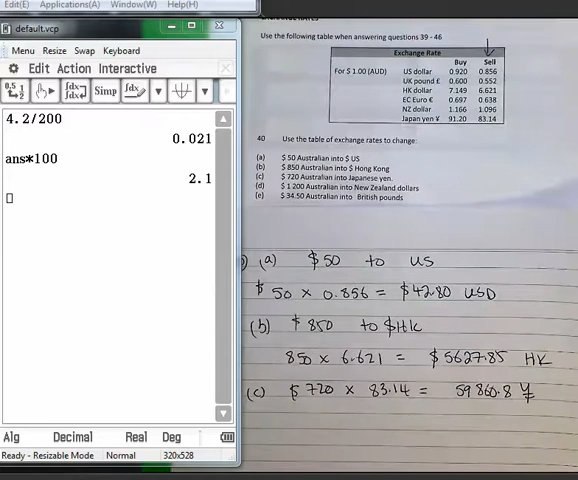 Edit(E) Applications(A) Window(W) Help(H)
default.vcp
Menu Resize Swap Keyboard
Edit Action Interactive
0.5 1/2 ∫dx Simp ∫dx
4.2/200
0.021
ans*100
2.1
Alg Decimal Real Deg
Ready - Resizable Mode Normal 320x528
Use the following table when answering questions 39 - 46
Exchange Rate
Buy Sell
For $ 1.00 (AUD) US dollar 0.920 0.856
UK pound £ 0.600 0.552
HK dollar 7.149 6.621
EC Euro € 0.697 0.638
NZ dollar 1.166 1.096
Japan yen ¥ 91.20 83.14
40 Use the table of exchange rates to change:
(a) $ 50 Australian into $ US
(b) $ 850 Australian into $ Hong Kong
(c) $ 720 Australian into Japanese yen.
(d) $ 1 200 Australian into New Zealand dollars
(e) $ 34.50 Australian into British pounds
) (a) $50 to US
$ 50 × 0.856 = $42.80 USD
(b) $ 850 to $HK
850 × 6.621 = $5627.85 HK
(c) $ 720 × 83.14 = 59860.8 ¥